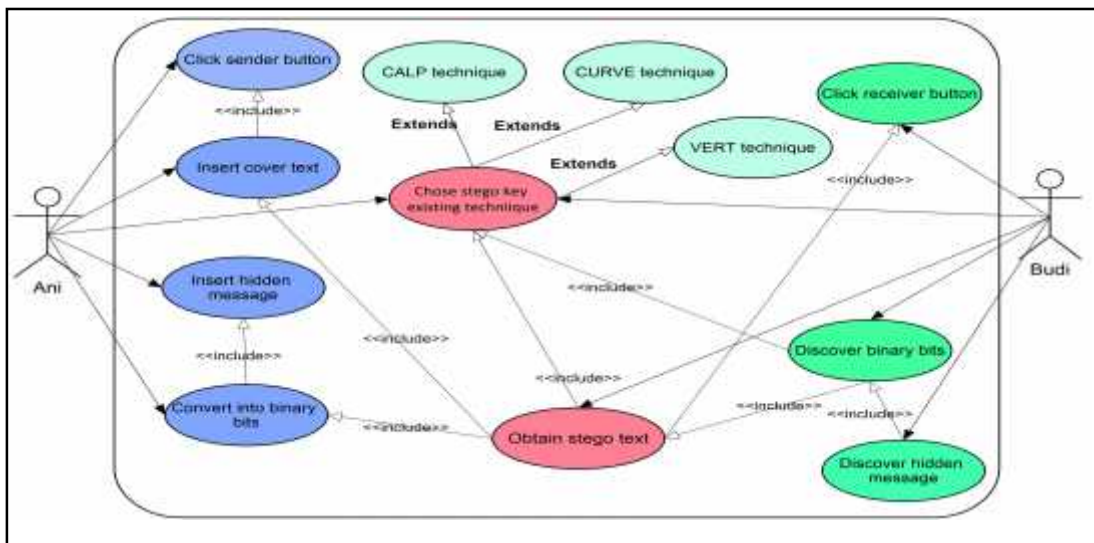 Click sender button
CALP technique
CURVE technique
Click receiver button
<<include>>
Extends
Extends
VERT technique
Insert cover text
Extends
<<include>>
Chose stego key
existing techniique
Ani
Budi
Insert hidden
message
<<include>>
<<include>>
<<include>>
Discover binary bits
<<include>>
Convert into binary
bits
<<include>>
<<include>>
<<include>>
Obtain stego text
Discover hidden
message